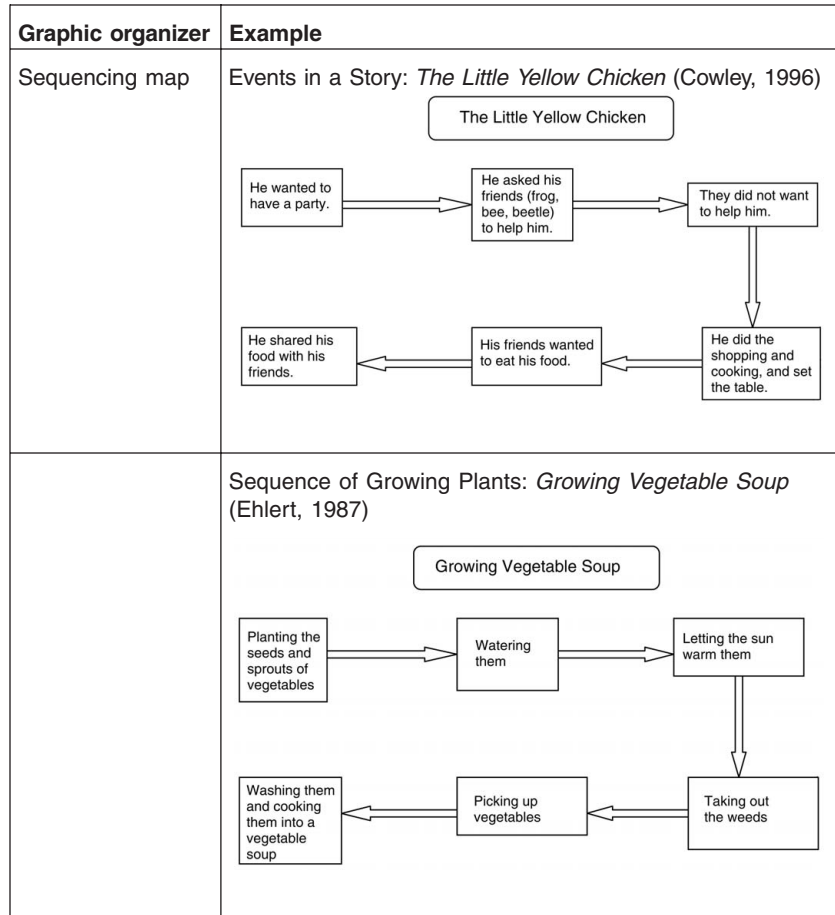 Graphic organizer
Example
Sequencing map
Events in a Story: The Little Yellow Chicken (Cowley, 1996)
The Little Yellow Chicken
He wanted to
have a party.
He asked his
friends (frog,
bee, beetle)
to help him.
They did not want
to help him.
He did the
shopping and
cooking, and set
the table.
His friends wanted
to eat his food.
He shared his
food with his
friends.
Sequence of Growing Plants: Growing Vegetable Soup
(Ehlert, 1987)
Growing Vegetable Soup
Planting the
seeds and
sprouts of
vegetables
Watering
them
Letting the sun
warm them
Taking out
the weeds
Picking up
vegetables
Washing them
and cooking
them into a
vegetable
soup